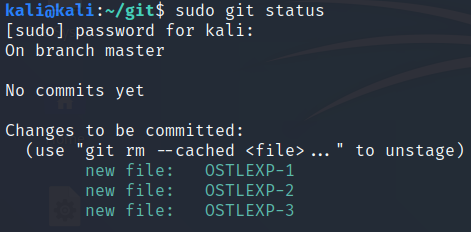 kali@kali:~/git$ sudo git status
[sudo] password for kali:
On branch master
No commits yet
Changes to be committed:
(use "git rm --cached <file>..." to unstage)
new file: OSTLEXP-1
new file: OSTLEXP-2
new file: OSTLEXP-3